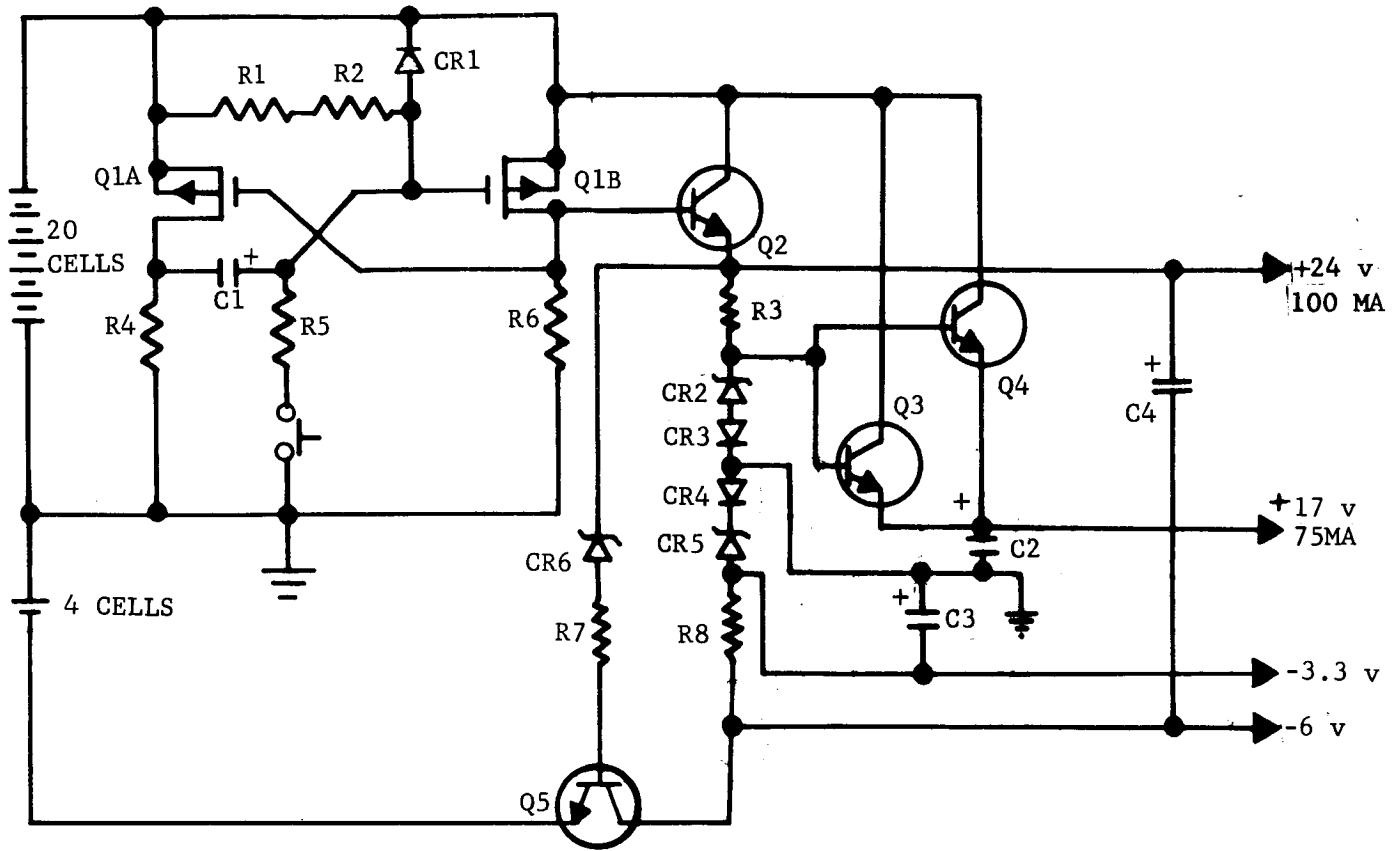 CR1
R1
R2
Q1A
Q1B
20
CELLS
+
C1
Q2
+24 v
100 MA
R4
R5
R6
R3
CR2
Q4
+
C4
Q3
CR3
CR4
+
+17 v
75MA
CR5
C2
CR6
4 CELLS
+
C3
R7
R8
-3.3 v
-6 v
Q5